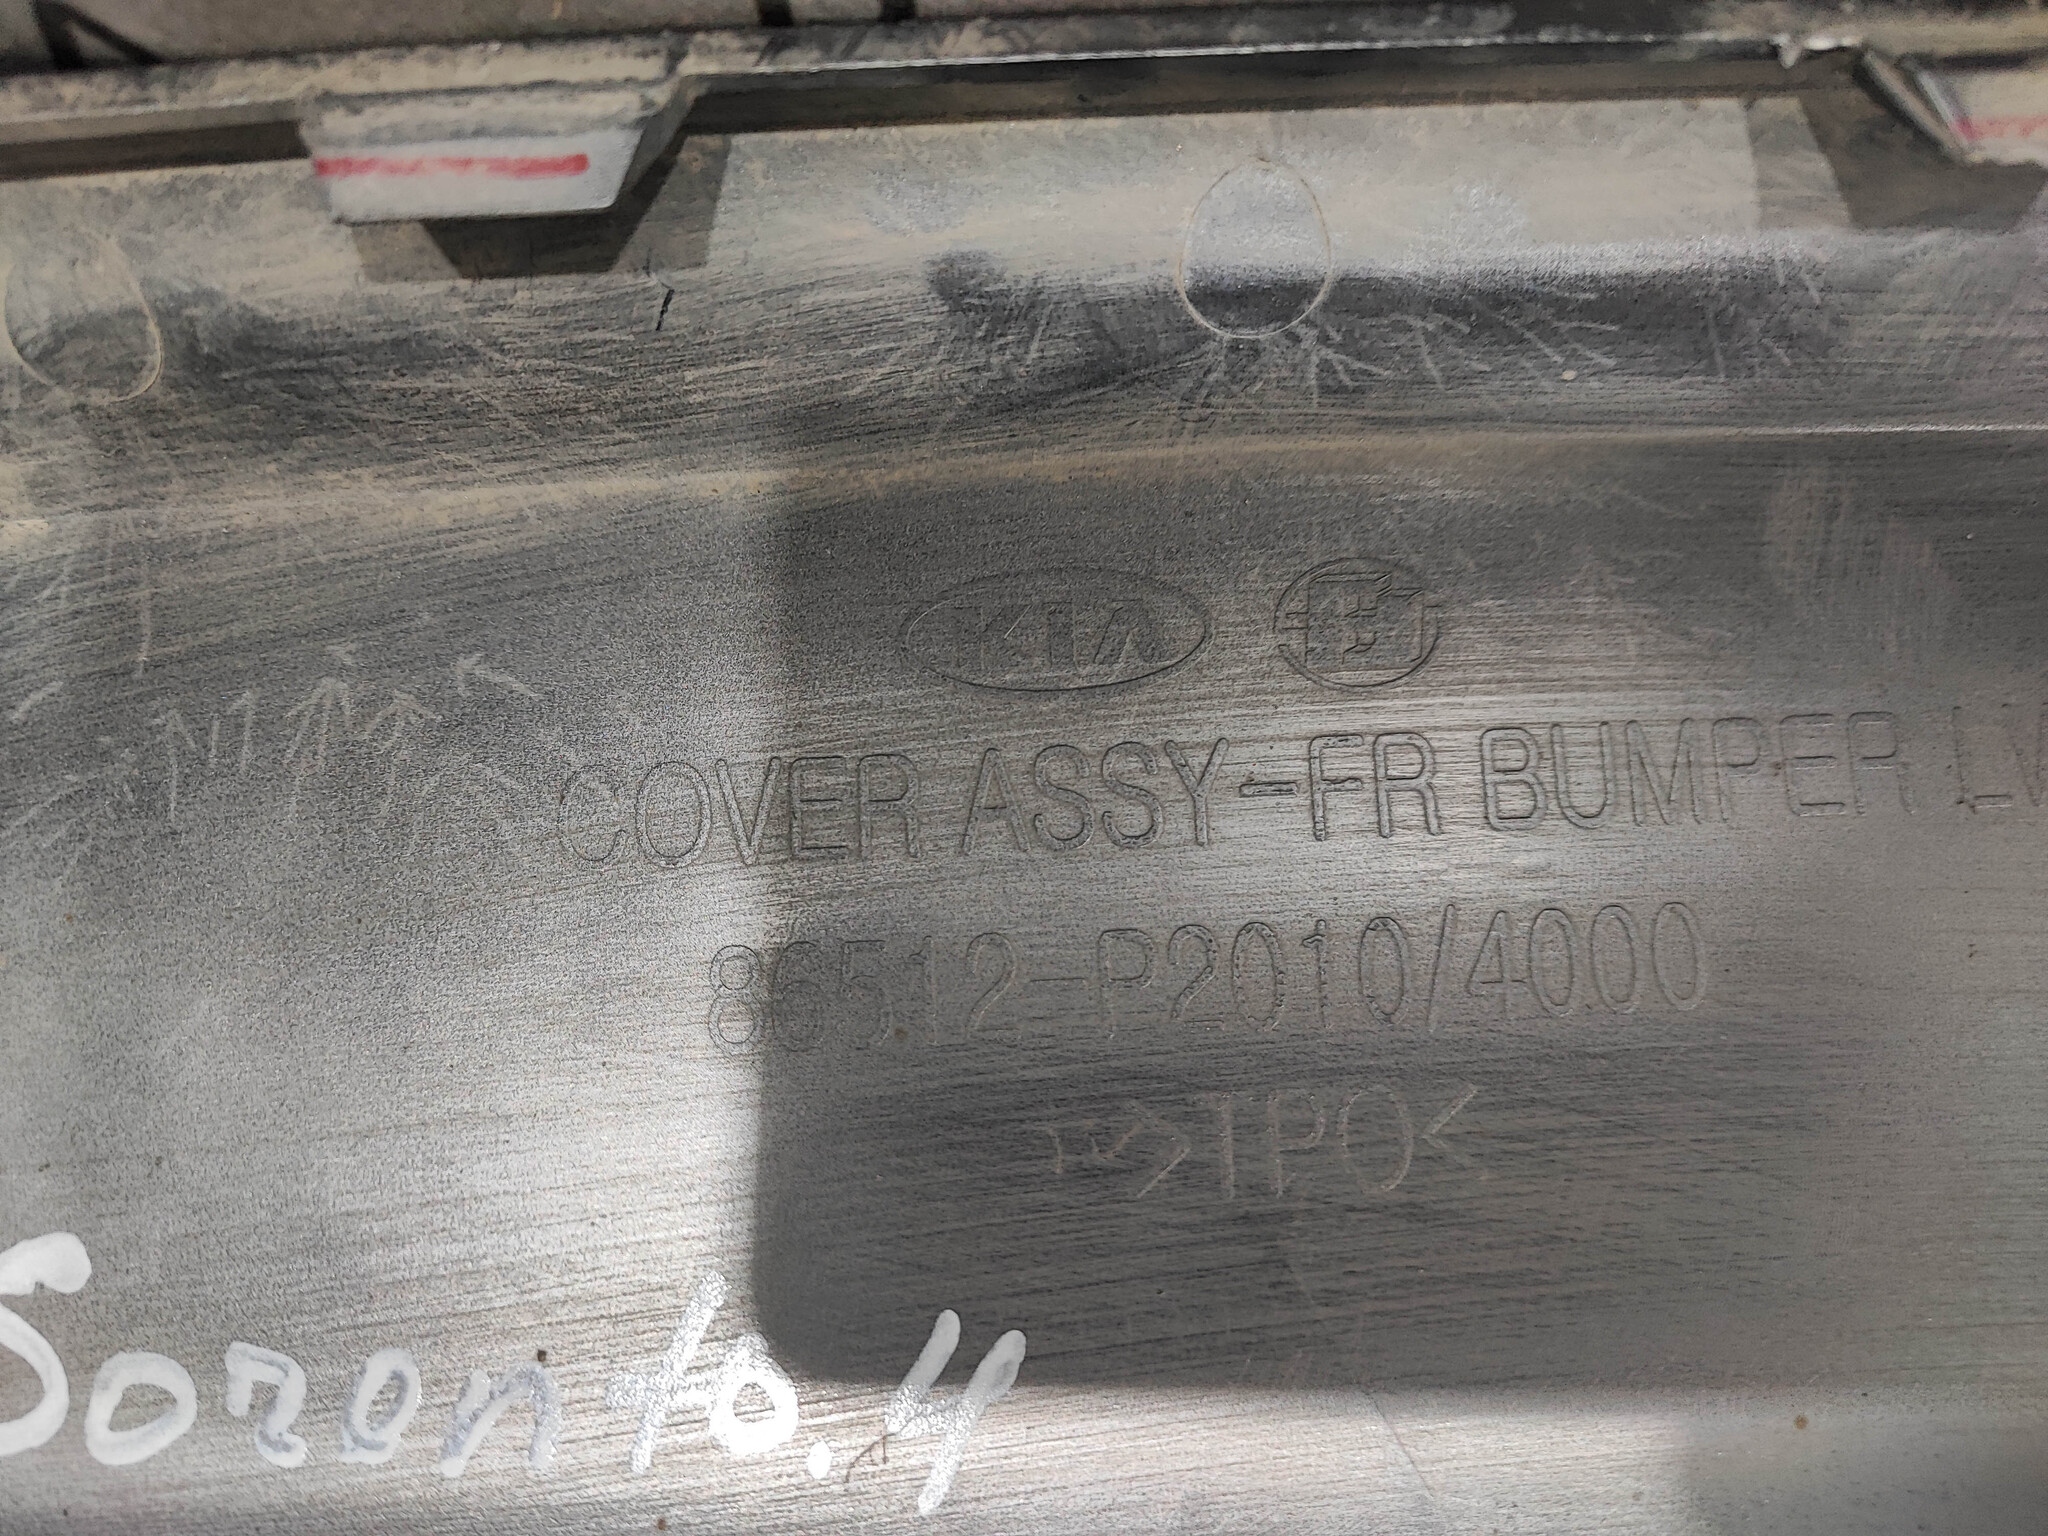 KIA
COVER ASSY-FR BUMPER
86512-P2010/4000
>TPO<
Sorento.4